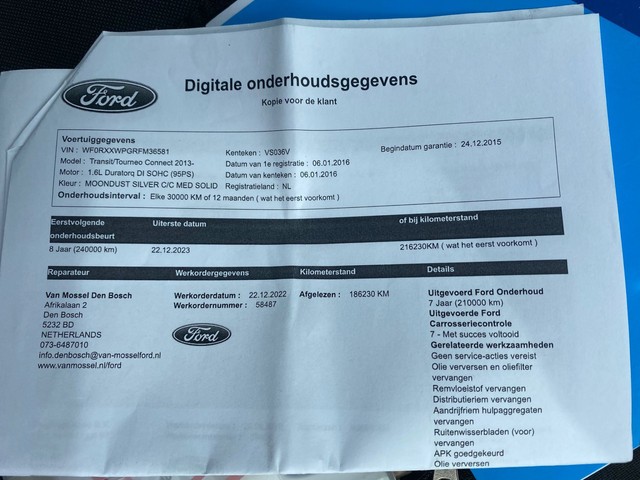 Ford
Digitale onderhoudsgegevens
Kopie voor de klant
Voertuiggegevens
VIN : WF0RXXWPGRFM36581 Kenteken : VS036V Begindatum garantie : 24.12.2015
Model : Transit/Tourneo Connect 2013- Datum van 1e registratie : 06.01.2016
Motor : 1.6L Duratorq DI SOHC (95PS) Datum van kenteken : 06.01.2016
Kleur : MOONDUST SILVER C/C MED SOLID Registratieland : NL
Onderhoudsinterval : Elke 30000 KM of 12 maanden ( wat het eerst voorkomt )
Eerstvolgende onderhoudsbeurt Uiterste datum of bij kilometerstand
8 Jaar (240000 km) 22.12.2023 216230KM ( wat het eerst voorkomt )
Reparateur Werkordergegevens Kilometerstand Details
Van Mossel Den Bosch
Afrikalaan 2
Den Bosch
5232 BD
NETHERLANDS
073-6487010
info.denbosch@van-mosselford.nl
www.vanmossel.nl/ford
Werkorderdatum : 22.12.2022
Werkordernummer : 58487
Ford
Afgelezen : 186230 KM
Uitgevoerd Ford Onderhoud
7 Jaar (210000 km)
Uitgevoerde Ford
Carrosseriecontrole
7 - Met succes voltooid
Gerelateerde werkzaamheden
Geen service-acties vereist
Olie verversen en oliefilter
vervangen
Remvloeistof vervangen
Distributieriem vervangen
Aandrijfriem hulpaggregaten
vervangen
Ruitenwisserbladen (voor)
vervangen
APK goedgekeurd
Olie verversen